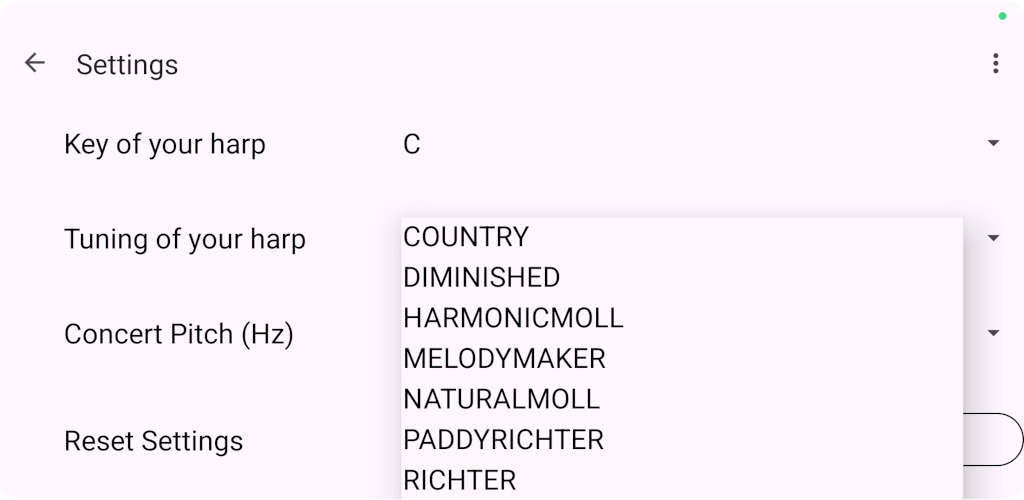 Settings
Key of your harp
C
Tuning of your harp
COUNTRY
DIMINISHED
HARMONICMOLL
MELODYMAKER
NATURALMOLL
PADDYRICHTER
RICHTER
Concert Pitch (Hz)
Reset Settings